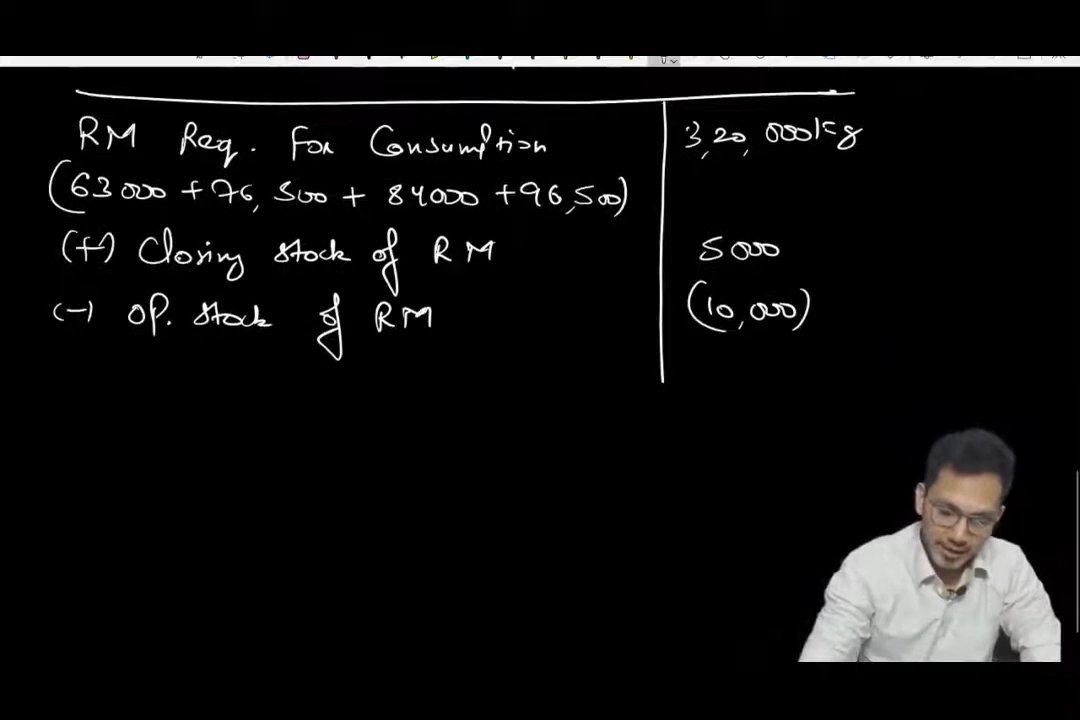 RM Req. For Consumption 3,20,000 kg
(63000 + 76,500 + 84000 + 96,500)
(+) Closing stock of RM 5000
(-) OP. stock of RM (10,000)